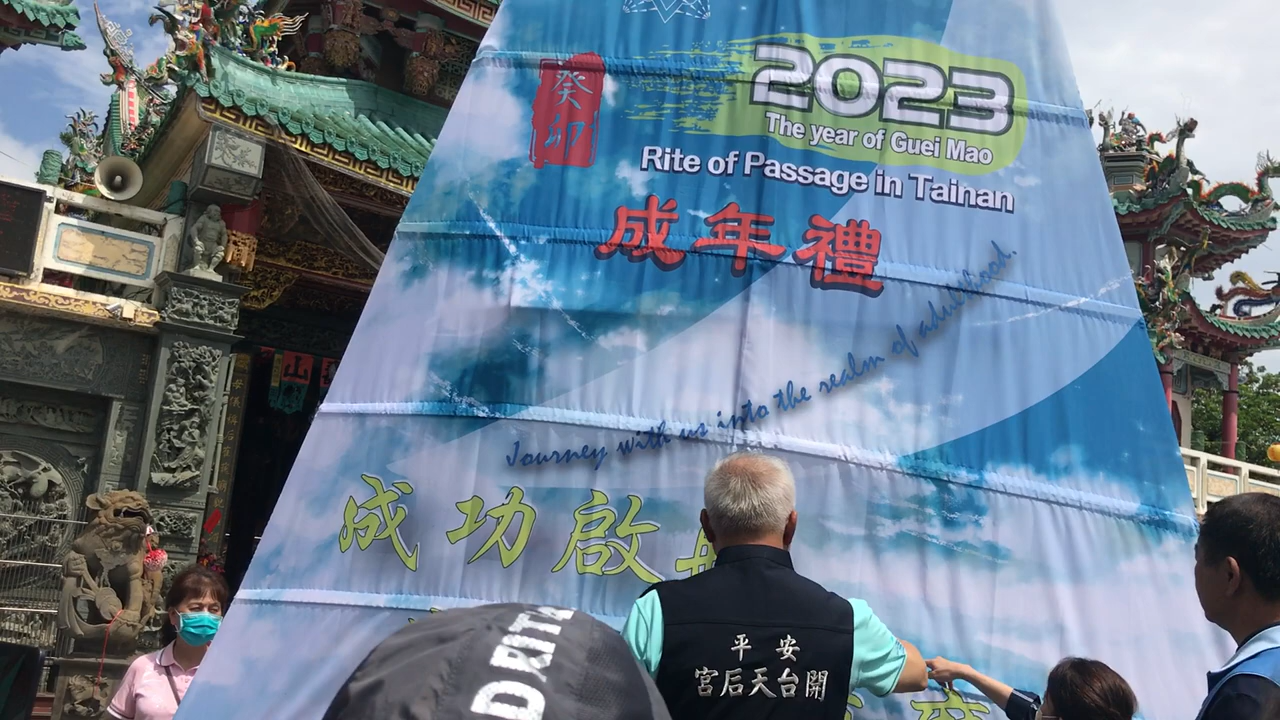 癸卯
2023
The year of Guei Mao
Rite of Passage in Tainan
成年禮
Journey with us into the realm of adulthood.
成功啟
山
平安
宮后天台開